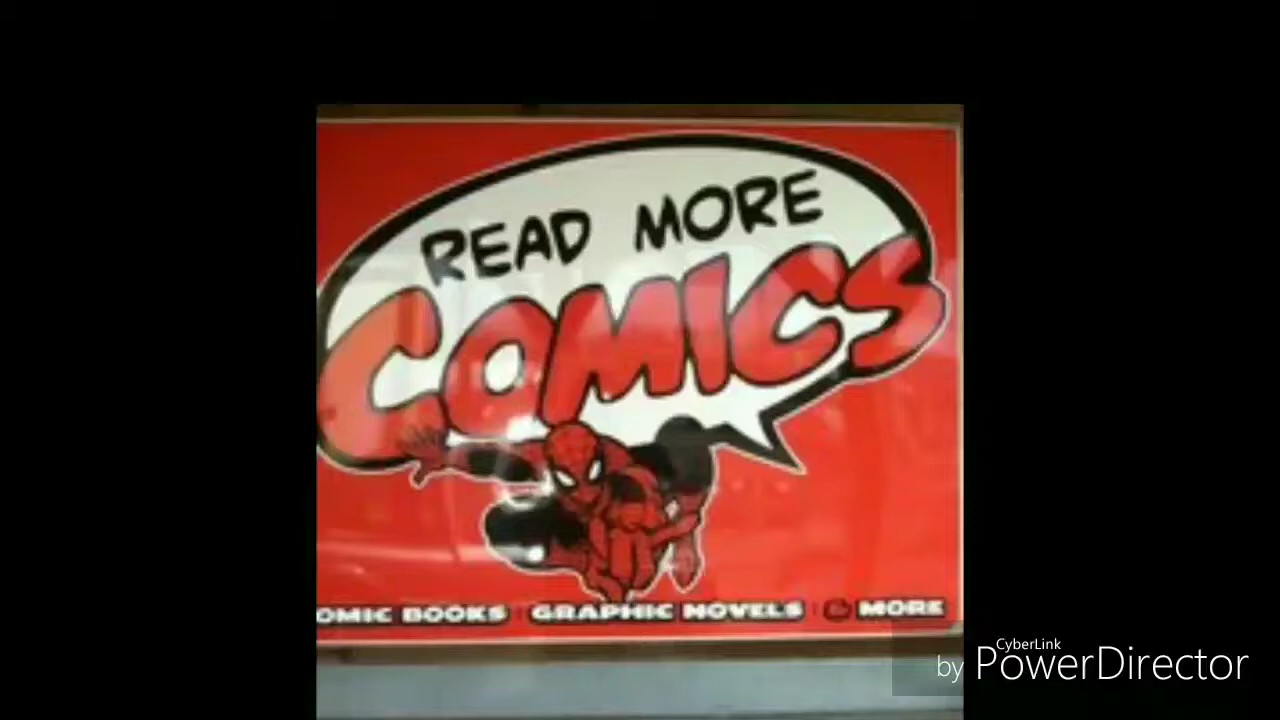 READ MORE
COMICS
OMIC BOOKS GRAPHIC NOVELS & MORE
CyberLink
by PowerDirector